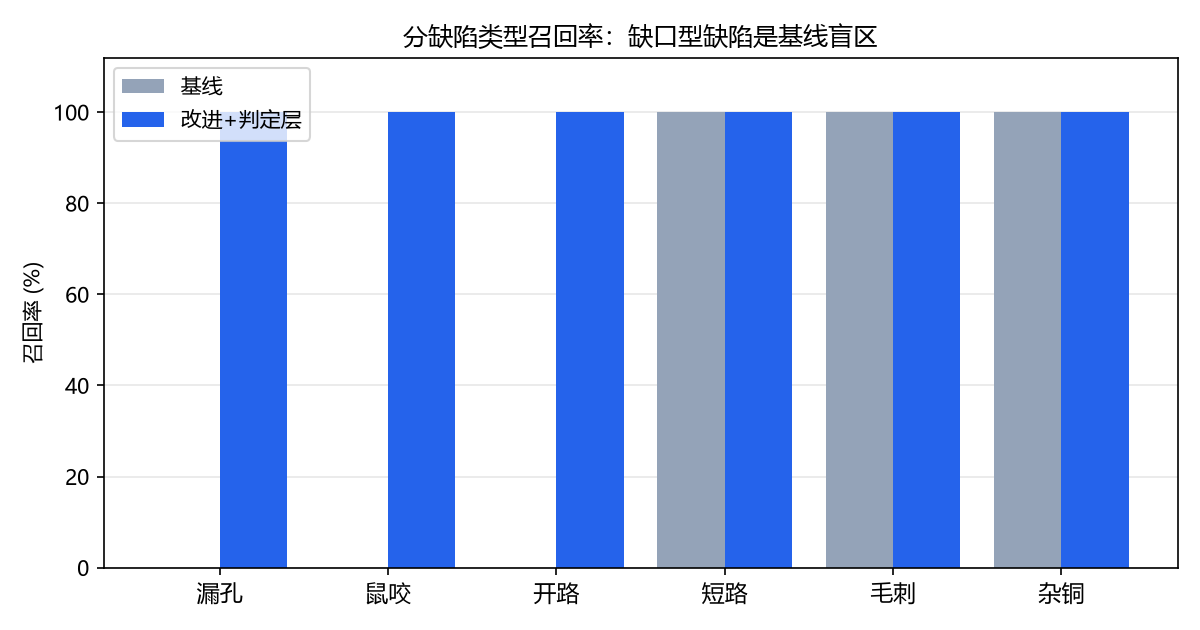 分缺陷类型召回率：缺口型缺陷是基线盲区
基线
改进+判定层
召回率 (%)
100
80
60
40
20
0
漏孔 鼠咬 开路 短路 毛刺 杂铜